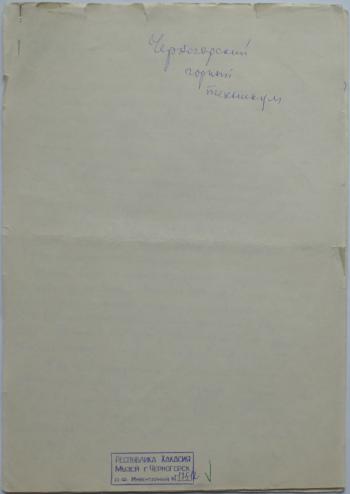 Черногорский
горный
техникум
РЕСПУБЛИКА ХАКАСИЯ
МУЗЕЙ Г. ЧЕРНОГОРСК
ИНВЕНТАРНЫЙ №